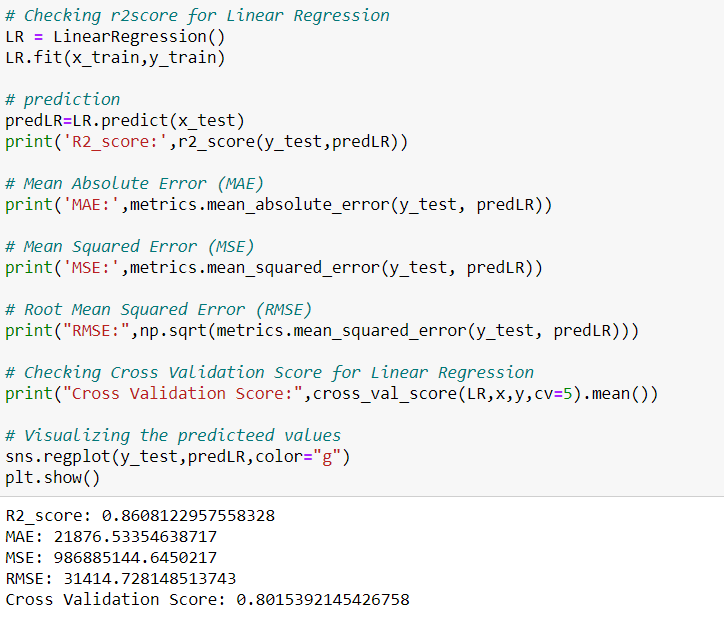 # Checking r2score for Linear Regression
LR = LinearRegression()
LR.fit(x_train,y_train)
# prediction
predLR=LR.predict(x_test)
print('R2_score:',r2_score(y_test,predLR))
# Mean Absolute Error (MAE)
print('MAE:',metrics.mean_absolute_error(y_test, predLR))
# Mean Squared Error (MSE)
print('MSE:',metrics.mean_squared_error(y_test, predLR))
# Root Mean Squared Error (RMSE)
print("RMSE:",np.sqrt(metrics.mean_squared_error(y_test, predLR)))
# Checking Cross Validation Score for Linear Regression
print("Cross Validation Score:",cross_val_score(LR,x,y,cv=5).mean())
# Visualizing the predicteed values
sns.regplot(y_test,predLR,color="g")
plt.show()
R2_score: 0.8608122957558328
MAE: 21876.53354638717
MSE: 986885144.6450217
RMSE: 31414.728148513743
Cross Validation Score: 0.8015392145426758